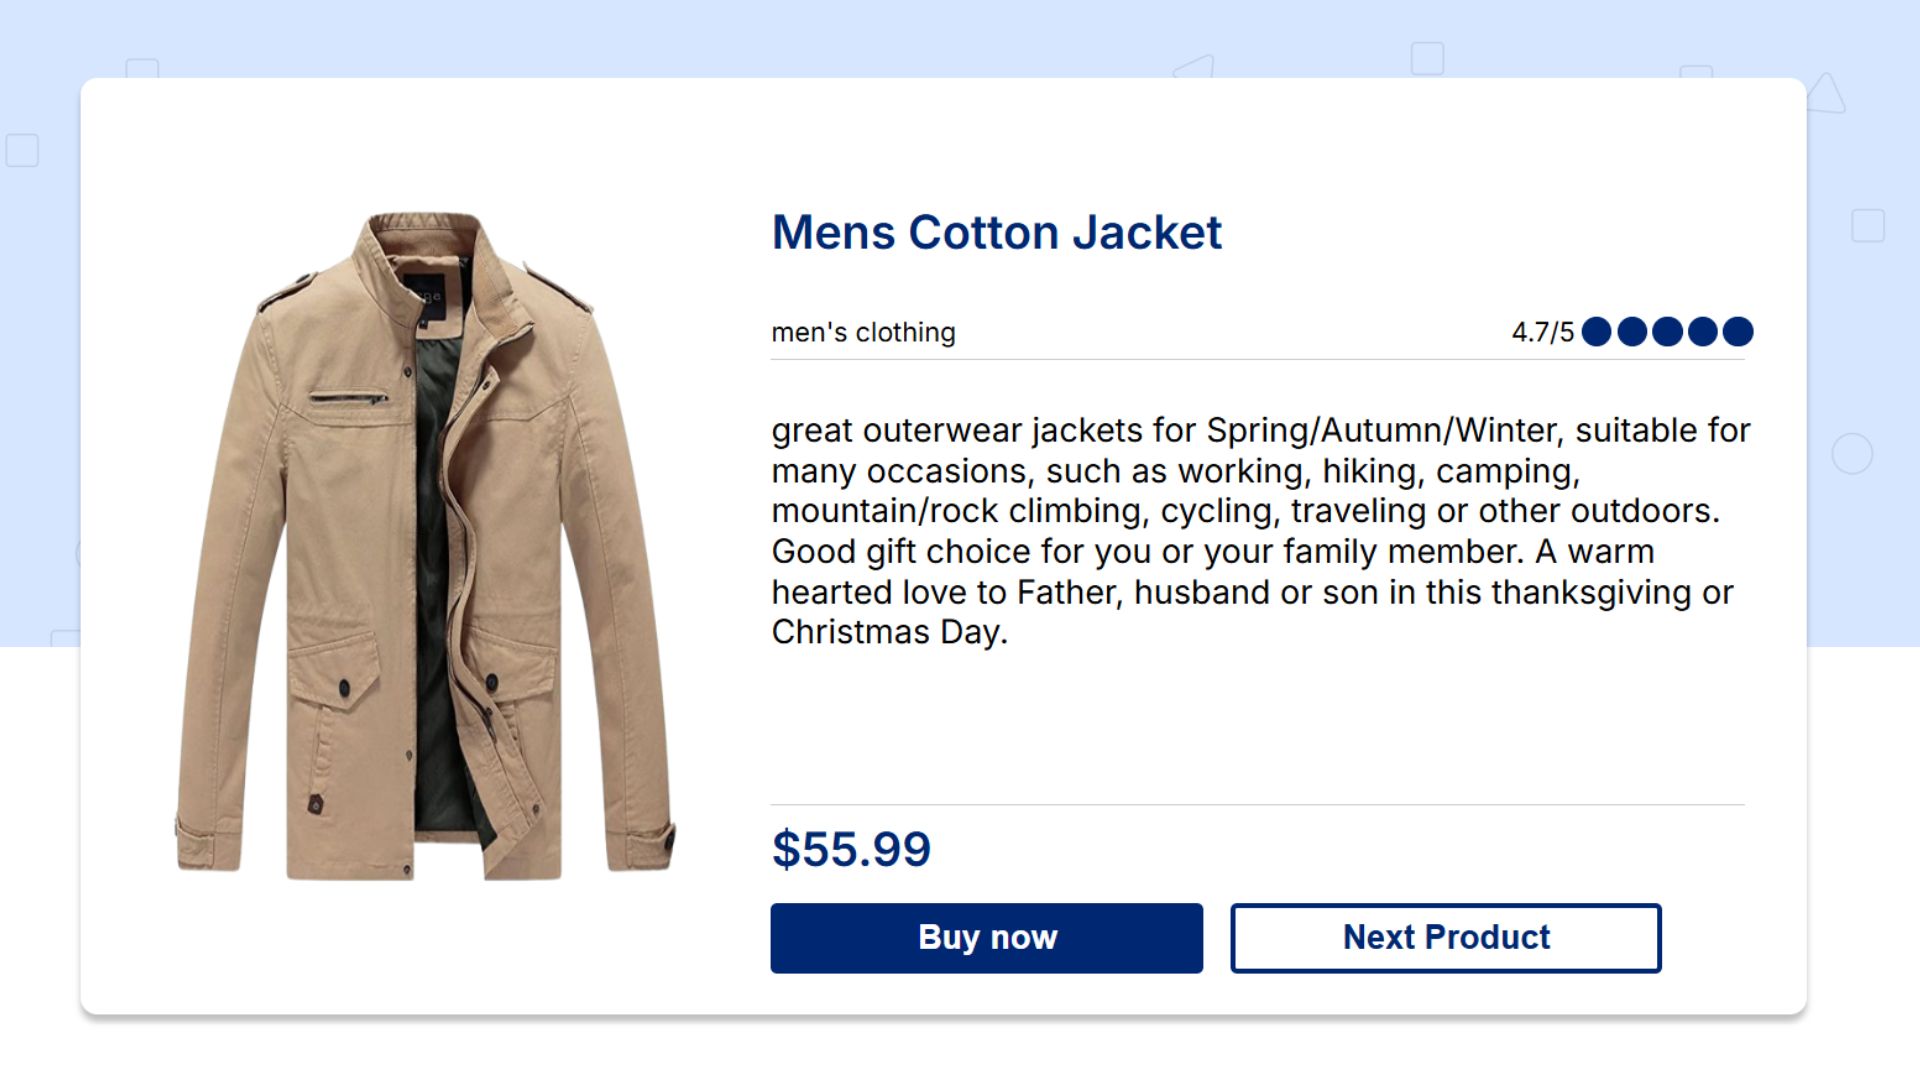 Mens Cotton Jacket
men's clothing
4.7/5
great outerwear jackets for Spring/Autumn/Winter, suitable for
many occasions, such as working, hiking, camping,
mountain/rock climbing, cycling, traveling or other outdoors.
Good gift choice for you or your family member. A warm
hearted love to Father, husband or son in this thanksgiving or
Christmas Day.
$55.99
Buy now
Next Product